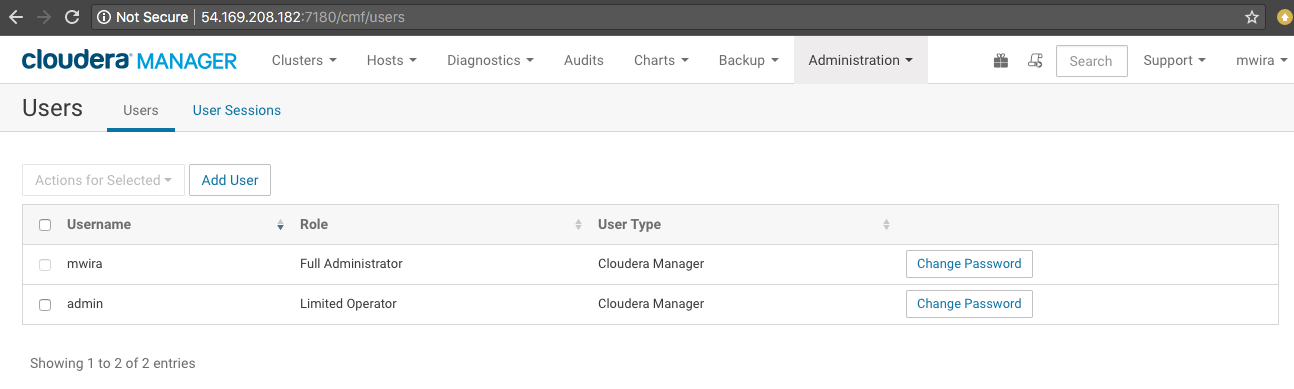 Not Secure | 54.169.208.182:7180/cmf/users
cloudera MANAGER Clusters Hosts Diagnostics Audits Charts Backup Administration Search Support mwira
Users Users User Sessions
Actions for Selected Add User
Username Role User Type
mwira Full Administrator Cloudera Manager Change Password
admin Limited Operator Cloudera Manager Change Password
Showing 1 to 2 of 2 entries